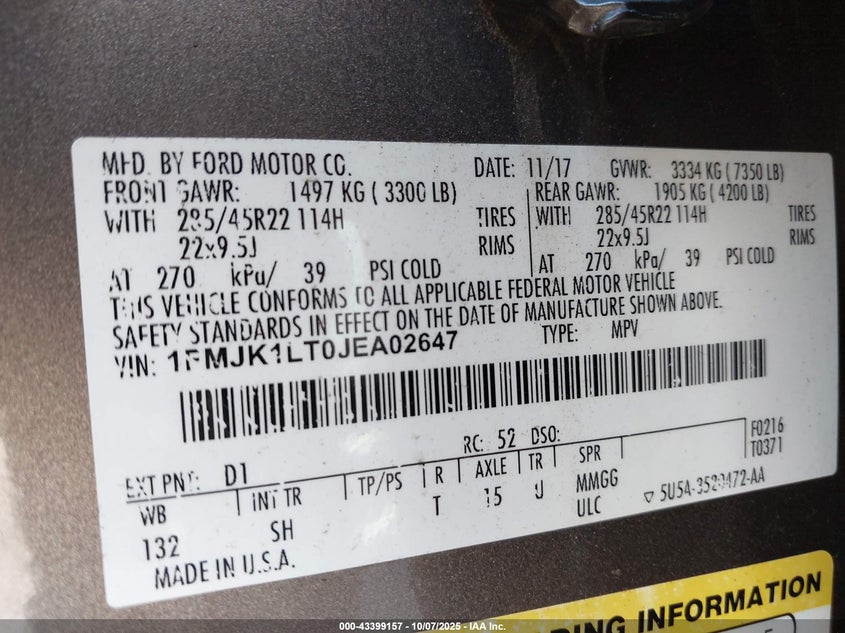 MFD. BY FORD MOTOR CO. DATE: 11/17 GVWR: 3334 KG ( 7350 LB)
FRONT GAWR: 1497 KG ( 3300 LB) REAR GAWR: 1905 KG ( 4200 LB)
WITH 285/45R22 114H TIRES WITH 285/45R22 114H TIRES
22x9.5J RIMS 22x9.5J RIMS
AT 270 kPa/ 39 PSI COLD AT 270 kPa/ 39 PSI COLD
THIS VEHICLE CONFORMS TO ALL APPLICABLE FEDERAL MOTOR VEHICLE
SAFETY STANDARDS IN EFFECT ON THE DATE OF MANUFACTURE SHOWN ABOVE.
VIN: 1FMJK1LT0JEA02647 TYPE: MPV
RC: 52 DSO: F0216
EXT PNT: D1 T0371
WB INT TR TP/PS R AXLE TR SPR
132 SH T 15 U MMGG
ULC 5U5A-3520472-AA
MADE IN U.S.A.
INFORMATION
000-43399157 - 10/07/2025 - IAA Inc.